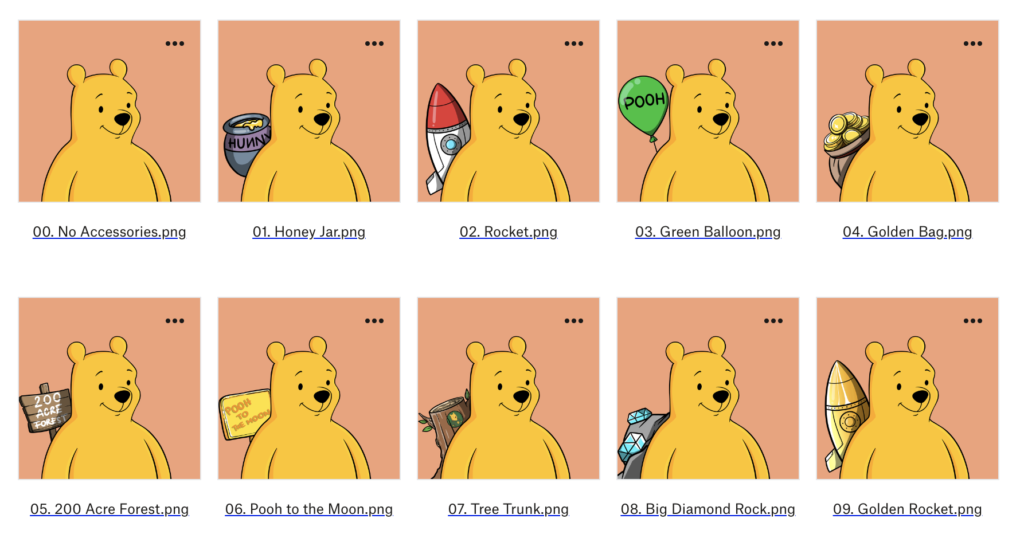 HUNNY
POOH
00. No Accessories.png
01. Honey Jar.png
02. Rocket.png
03. Green Balloon.png
04. Golden Bag.png
200
ACRE
FOREST
POOH
TO
THE MOON
05. 200 Acre Forest.png
06. Pooh to the Moon.png
07. Tree Trunk.png
08. Big Diamond Rock.png
09. Golden Rocket.png